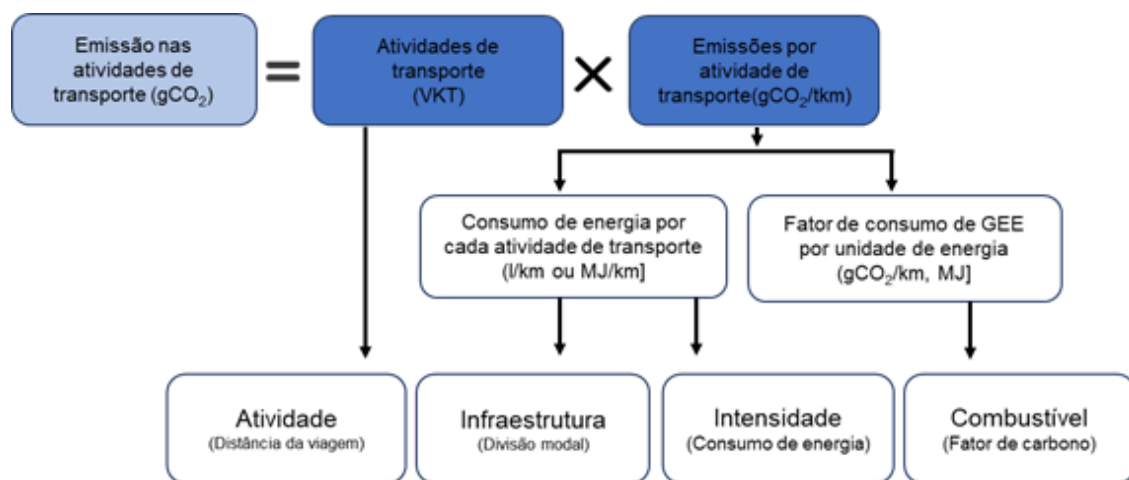 Emissão nas
atividades de
transporte (gCO₂)
=
Atividades de
transporte
(VKT)
×
Emissões por
atividade de
transporte(gCO₂/tkm)
Consumo de energia por
cada atividade de transporte
(l/km ou MJ/km]
Fator de consumo de GEE
por unidade de energia
(gCO₂/km, MJ]
Atividade
(Distância da viagem)
Infraestrutura
(Divisão modal)
Intensidade
(Consumo de energia)
Combustível
(Fator de carbono)